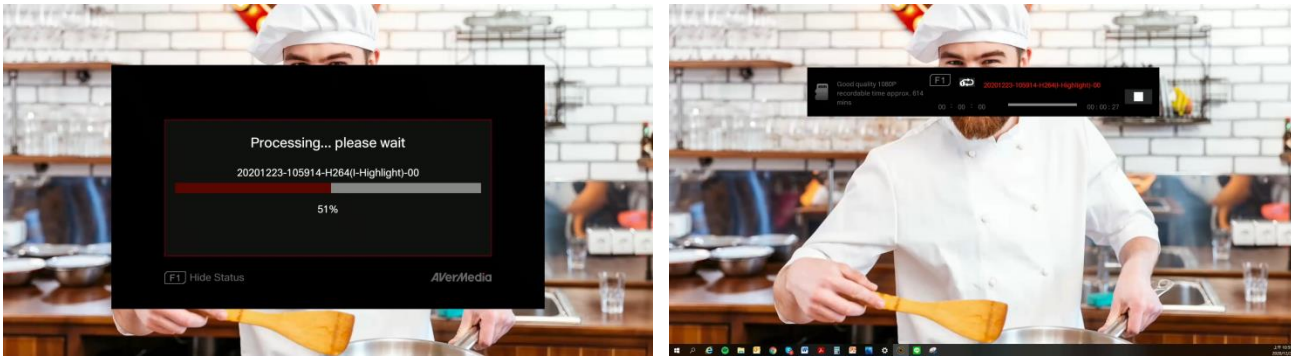 Processing... please wait
20201223-105914-H264(I-Highlight)-00
51%
F1 Hide Status
AVerMedia
Good quality 1080P
recordable time approx. 614
mins
F1
20201223-105914-H264(I-Highlight)-00
00 : 00 : 00
00 : 00 : 27